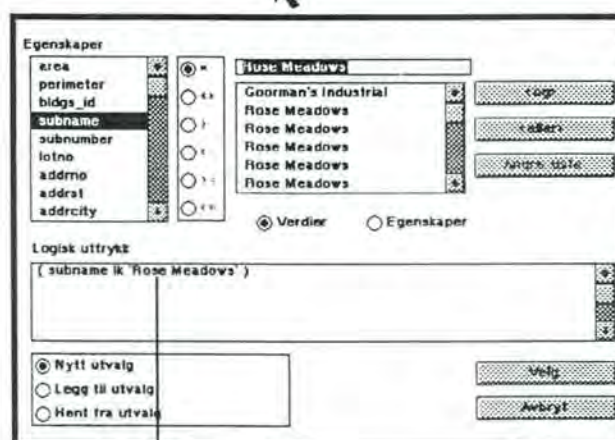 Egenskaper
area
perimeter
bldgs_id
subname
subnumber
lotno
addrno
addrst
addrcity
=
<>
>
<
>=
<=
Rose Meadows
Goorman's Industrial
Rose Meadows
Rose Meadows
Rose Meadows
Rose Meadows
Rose Meadows
Verdier
Egenskaper
Logisk uttrykk
( subname lk 'Rose Meadows' )
Nytt utvalg
Legg til utvalg
Hent fra utvalg
Velg
Avbryt